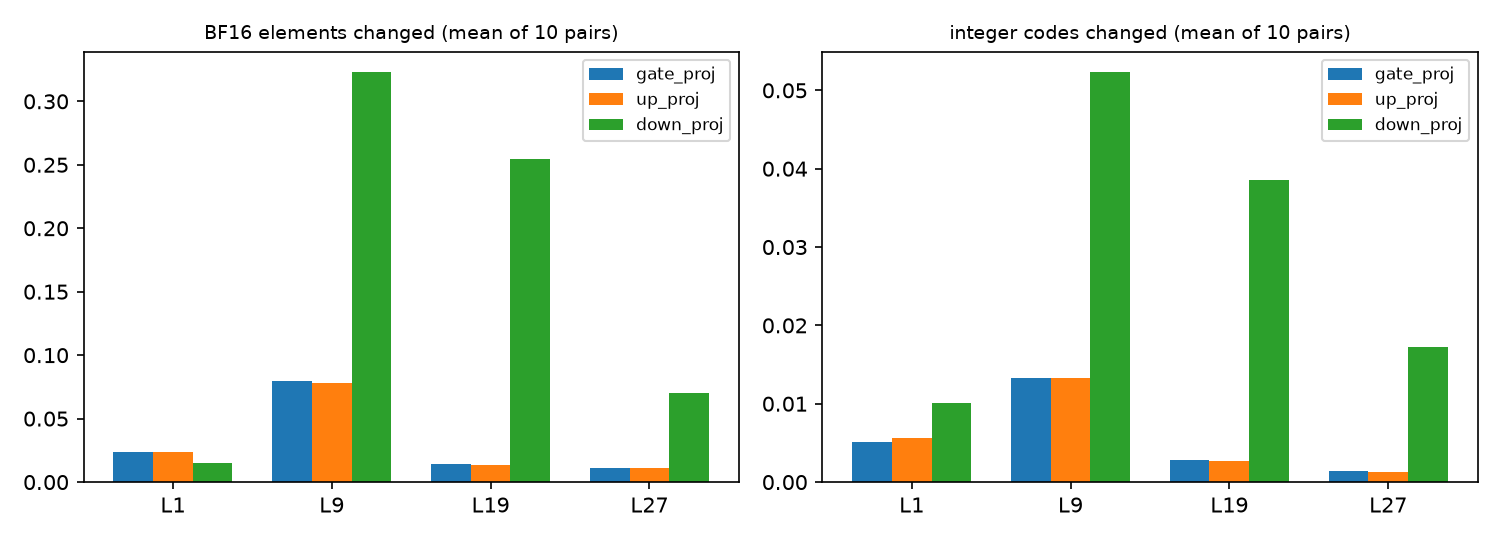 BF16 elements changed (mean of 10 pairs)
0.30
0.25
0.20
0.15
0.10
0.05
0.00
L1 L9 L19 L27
gate_proj
up_proj
down_proj
integer codes changed (mean of 10 pairs)
0.05
0.04
0.03
0.02
0.01
0.00
L1 L9 L19 L27
gate_proj
up_proj
down_proj